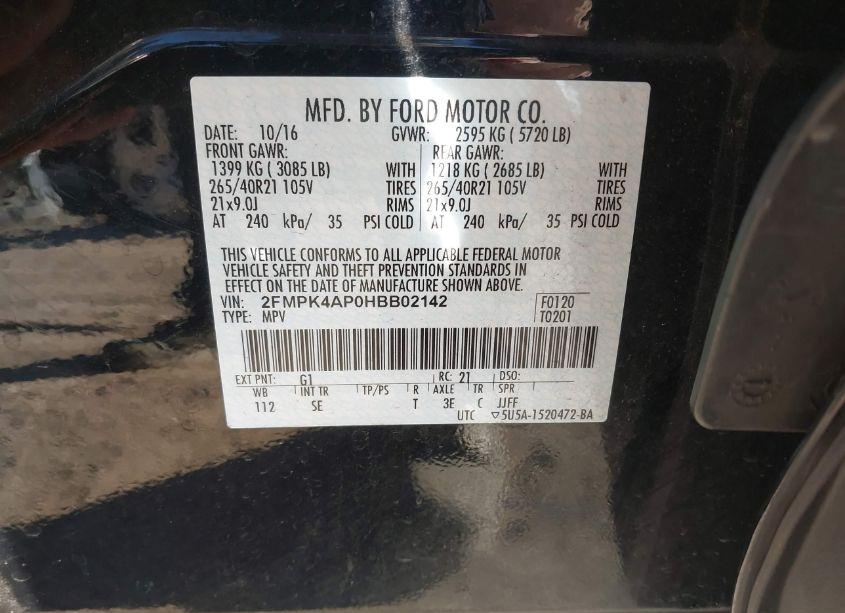 MFD. BY FORD MOTOR CO.
DATE: 10/16 GVWR: 2595 KG ( 5720 LB)
FRONT GAWR: REAR GAWR:
1399 KG ( 3085 LB) WITH 1218 KG ( 2685 LB) WITH
265/40R21 105V TIRES 265/40R21 105V TIRES
21x9.0J RIMS 21x9.0J RIMS
AT 240 kPa/ 35 PSI COLD AT 240 kPa/ 35 PSI COLD
THIS VEHICLE CONFORMS TO ALL APPLICABLE FEDERAL MOTOR
VEHICLE SAFETY AND THEFT PREVENTION STANDARDS IN
EFFECT ON THE DATE OF MANUFACTURE SHOWN ABOVE.
VIN: 2FMPK4AP0HBB02142 F0120
TYPE: MPV T0201
EXT PNT: G1 RC: 21 DSO:
WB INT TR TP/PS R AXLE TR SPR
112 SE T 3E C JJFF
UTC ▽5U5A-1520472-BA